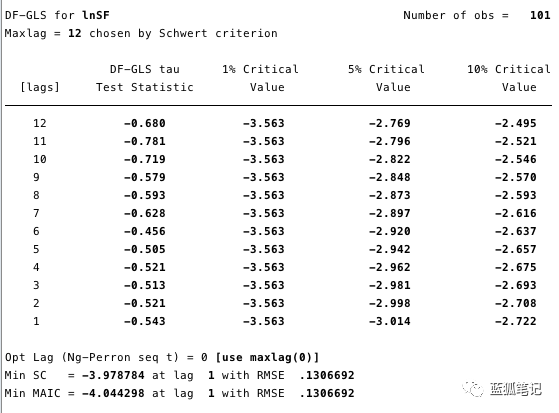 DF-GLS for lnSF Number of obs = 101
Maxlag = 12 chosen by Schwert criterion
DF-GLS tau 1% Critical 5% Critical 10% Critical
[lags] Test Statistic Value Value Value
12 -0.680 -3.563 -2.769 -2.495
11 -0.781 -3.563 -2.796 -2.521
10 -0.719 -3.563 -2.822 -2.546
9 -0.579 -3.563 -2.848 -2.570
8 -0.593 -3.563 -2.873 -2.593
7 -0.628 -3.563 -2.897 -2.616
6 -0.456 -3.563 -2.920 -2.637
5 -0.505 -3.563 -2.942 -2.657
4 -0.521 -3.563 -2.962 -2.675
3 -0.513 -3.563 -2.981 -2.693
2 -0.521 -3.563 -2.998 -2.708
1 -0.543 -3.563 -3.014 -2.722
Opt Lag (Ng-Perron seq t) = 0 [use maxlag(0)]
Min SC = -3.978784 at lag 1 with RMSE .1306692
Min MAIC = -4.044298 at lag 1 with RMSE .1306692
蓝狐笔记